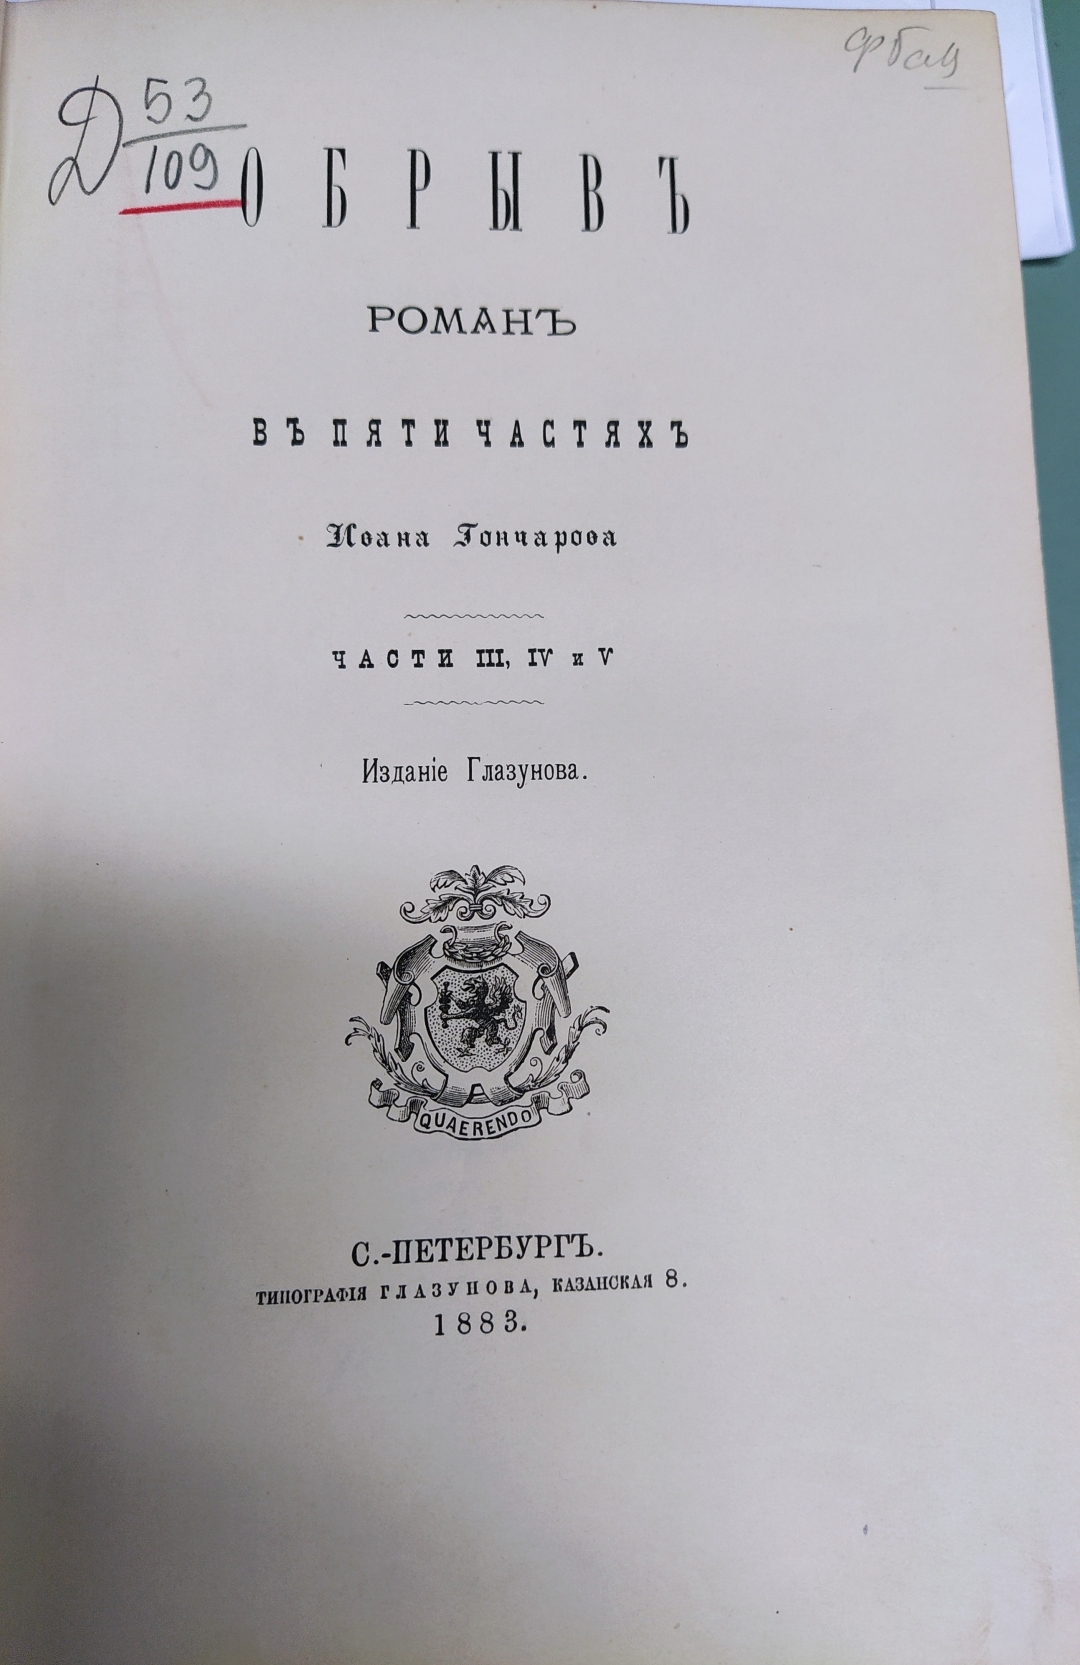 Д 53
109
ОБРЫВЪ
РОМАНЪ
ВЪ ПЯТИ ЧАСТЯХЪ
Ивана Гончарова
ЧАСТИ III, IV и V
Изданіе Глазунова.
QUAERENDO
С.-ПЕТЕРБУРГЪ.
ТИПОГРАФІЯ ГЛАЗУНОВА, КАЗАНСКАЯ 8.
1883.